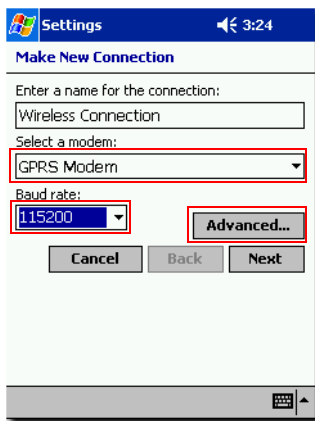 Settings 3:24
Make New Connection
Enter a name for the connection:
Wireless Connection
Select a modem:
GPRS Modem
Baud rate:
115200
Advanced...
Cancel Back Next